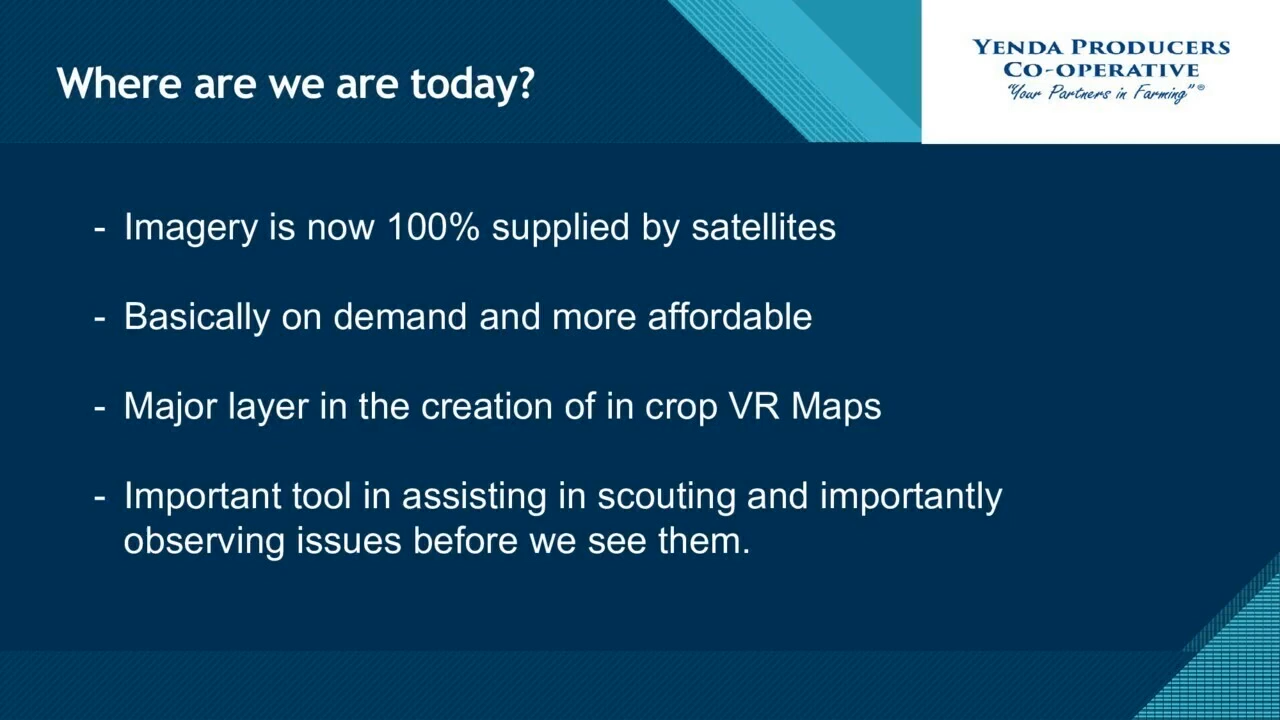 Where are we are today?
YENDA PRODUCERS
CO-OPERATIVE
"Your Partners in Farming" ®
- Imagery is now 100% supplied by satellites
- Basically on demand and more affordable
- Major layer in the creation of in crop VR Maps
- Important tool in assisting in scouting and importantly
observing issues before we see them.